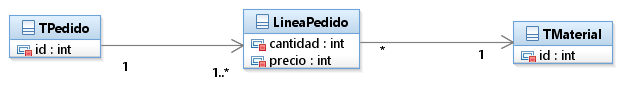 TPedido
id : int
1
1..*
LineaPedido
cantidad : int
precio : int
*
1
TMaterial
id : int